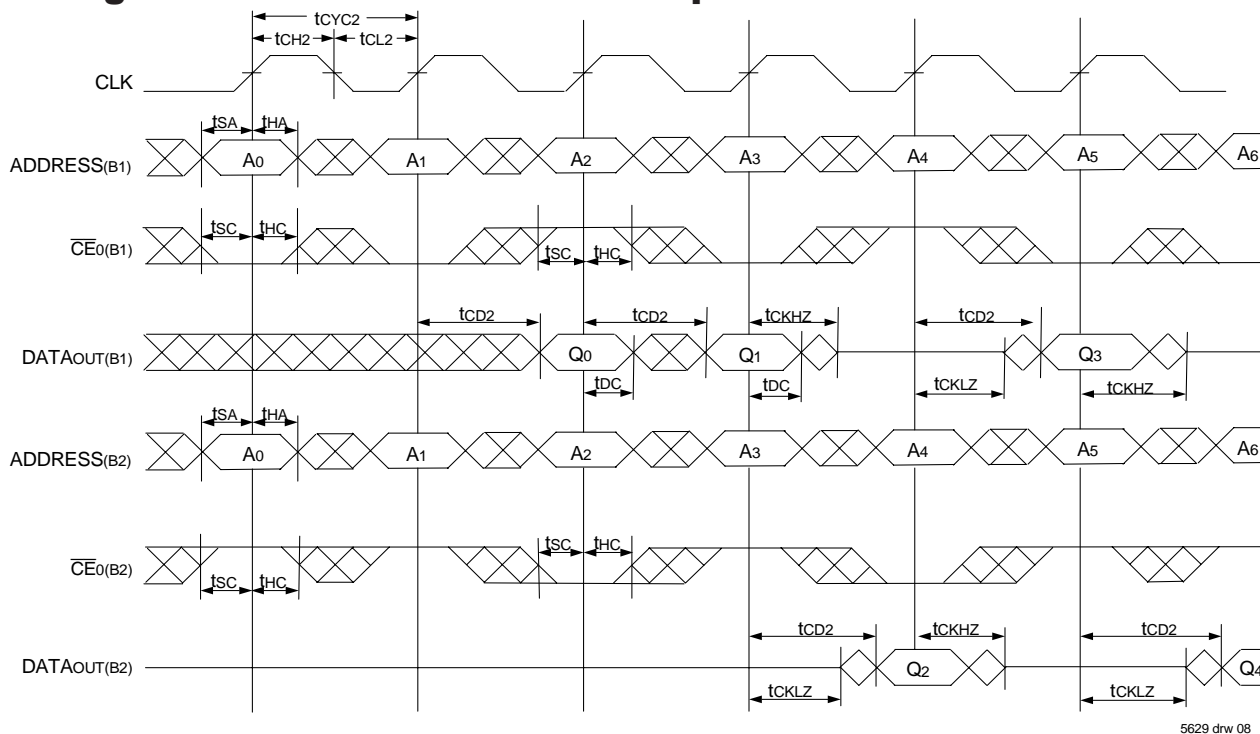 tCYC2
tCH2 tCL2
CLK
tSA tHA
ADDRESS(B1) A0 A1 A2 A3 A4 A5 A6
tSC tHC
CE0(B1)
tSC tHC
tCD2 tCD2 tCKHZ tCD2
DATAOUT(B1) Q0 Q1 Q3
tDC tDC tCKLZ tCKHZ
tSA tHA
ADDRESS(B2) A0 A1 A2 A3 A4 A5 A6
tSC tHC
CE0(B2)
tSC tHC
tCD2 tCKHZ tCD2
DATAOUT(B2) Q2 Q4
tCKLZ tCKLZ
5629 drw 08